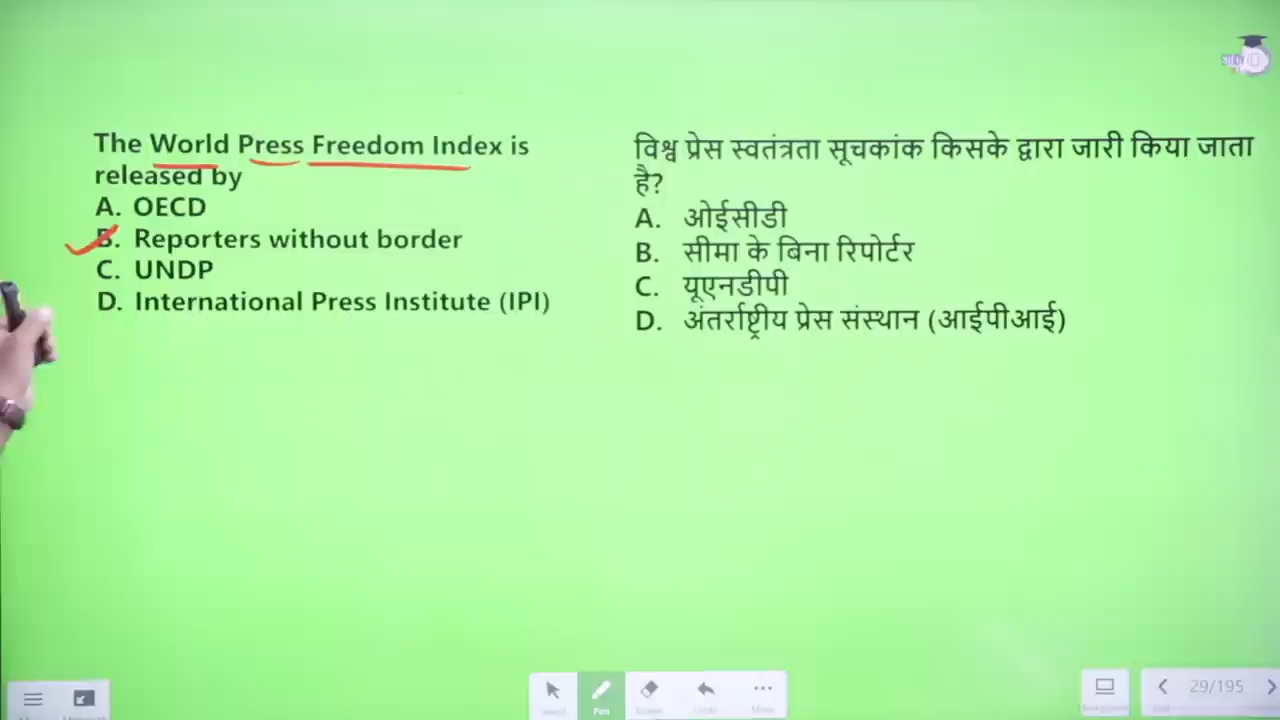 The World Press Freedom Index is
released by
A. OECD
B. Reporters without border
C. UNDP
D. International Press Institute (IPI)
विश्व प्रेस स्वतंत्रता सूचकांक किसके द्वारा जारी किया जाता
है?
A. ओईसीडी
B. सीमा के बिना रिपोर्टर
C. यूएनडीपी
D. अंतर्राष्ट्रीय प्रेस संस्थान (आईपीआई)
Pen
29/195